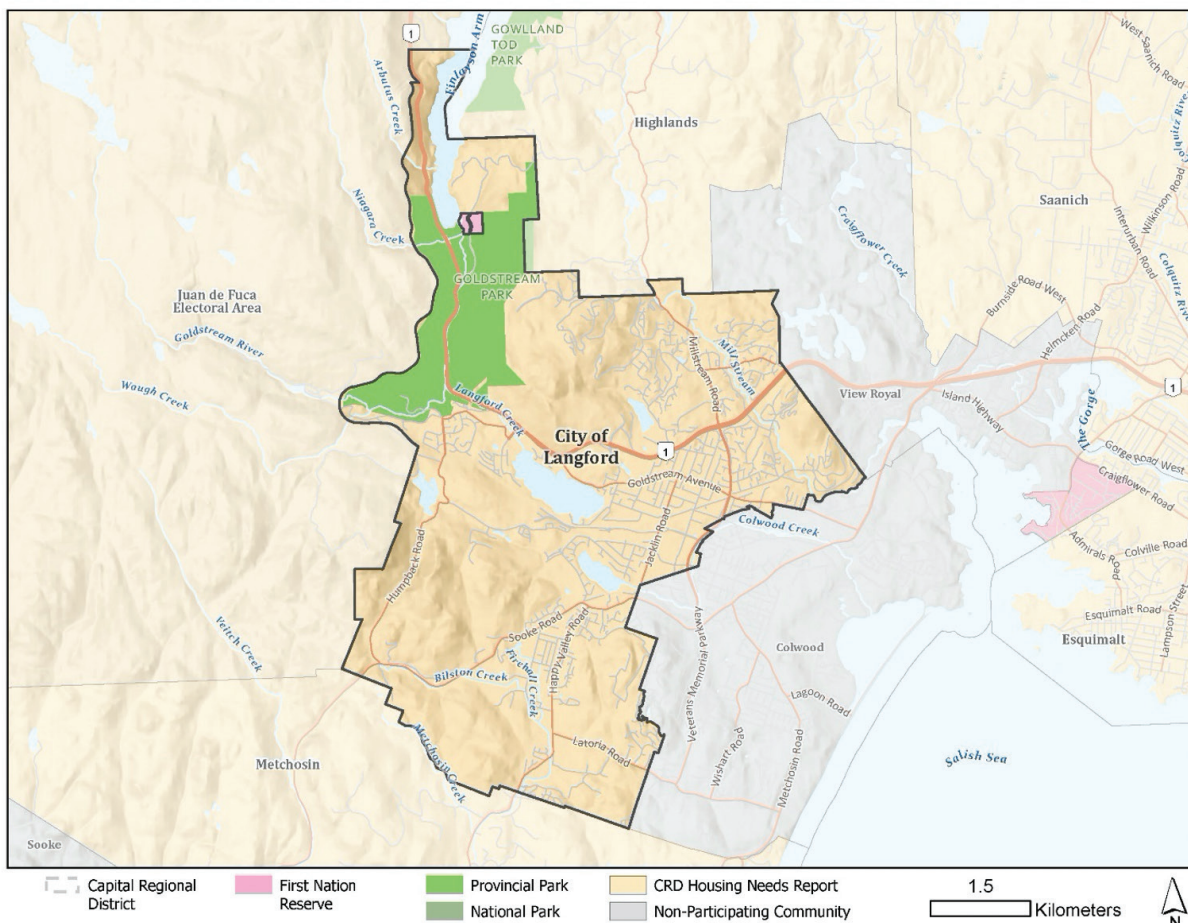 1
GOWLLAND
TOD
PARK
Finlayson Arm
Arbutus Creek
West Saanich Road
Colquitz River
Highlands
Wilkinson Road
Interurban Road
Saanich
Niagara Creek
Craigflower Creek
Colquitz River
GOLDSTREAM
PARK
Juan de Fuca
Electoral Area
Burnside Road West
Helmcken Road
Goldstream River
Millstream Road
Mill Stream
Waugh Creek
Langford Creek
View Royal
Island Highway
1
The Gorge
City of
Langford
1
Gorge Road West
Goldstream Avenue
Craigflower Road
Colwood Creek
Jacklin Road
Admirals Road
Colville Road
Humpback Road
Esquimalt Road
Lampson Street
Esquimalt
Veitch Creek
Sooke Road
Happy Valley Road
Veterans Memorial Parkway
Colwood
Bilston Creek
Firehall Creek
Lagoon Road
Latoria Road
Wishart Road
Metchosin Road
Metchosin Creek
Metchosin
Salish Sea
Sooke
Capital Regional
District
First Nation
Reserve
Provincial Park
National Park
CRD Housing Needs Report
Non-Participating Community
1.5
Kilometers
N